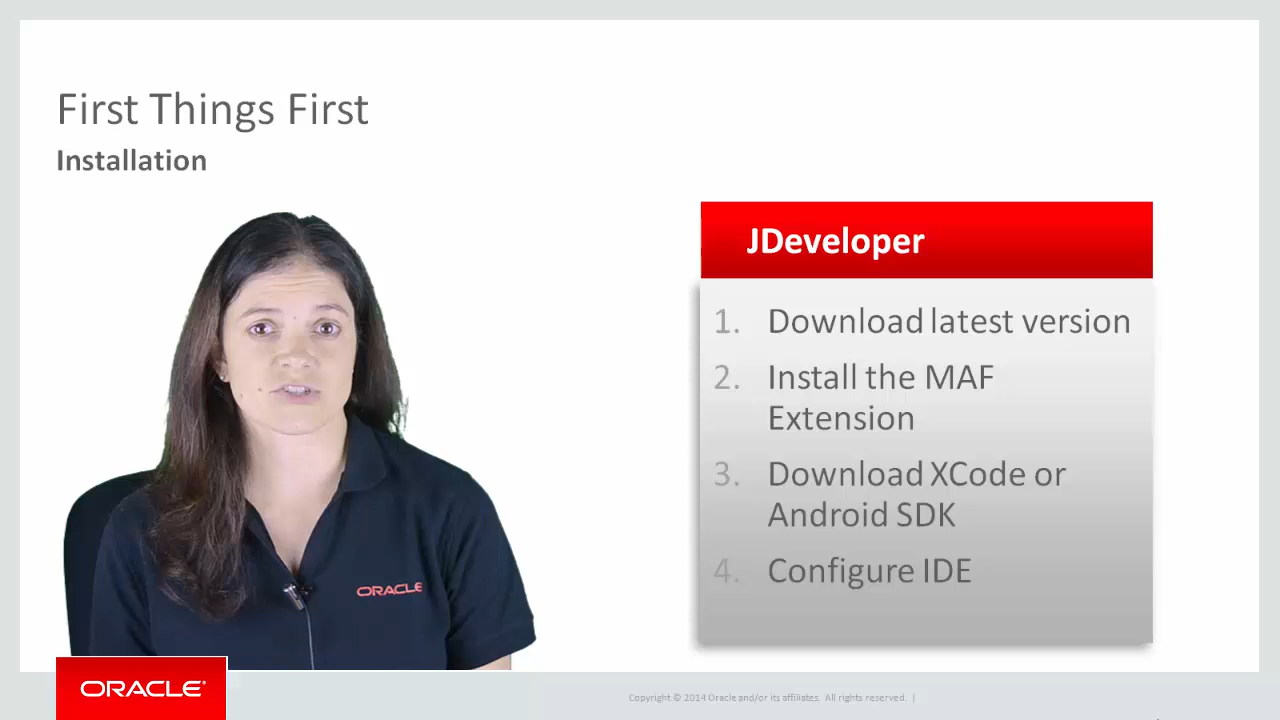 First Things First
Installation
JDeveloper
1. Download latest version
2. Install the MAF
Extension
3. Download XCode or
Android SDK
4. Configure IDE
ORACLE
ORACLE®
Copyright © 2014 Oracle and/or its affiliates. All rights reserved. |